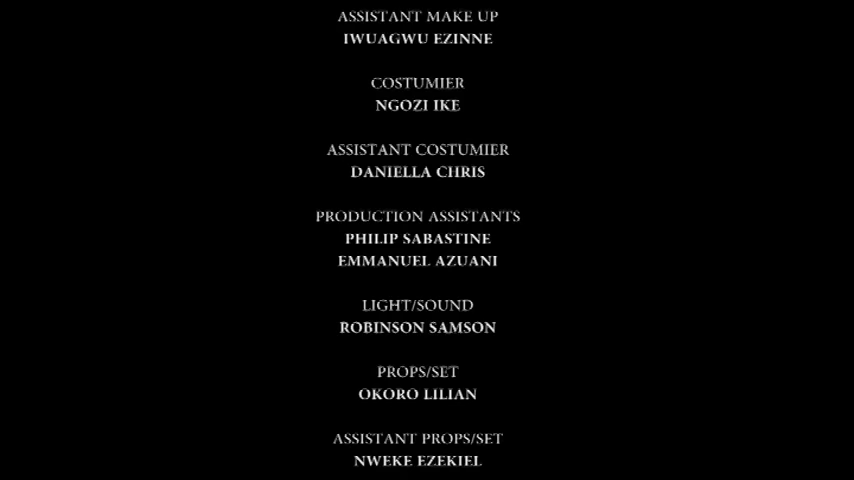 ASSISTANT MAKE UP
IWUAGWU EZINNE
COSTUMIER
NGOZI IKE
ASSISTANT COSTUMIER
DANIELLA CHRIS
PRODUCTION ASSISTANTS
PHILIP SABASTINE
EMMANUEL AZUANI
LIGHT/SOUND
ROBINSON SAMSON
PROPS/SET
OKORO LILIAN
ASSISTANT PROPS/SET
NWEKE EZEKIEL